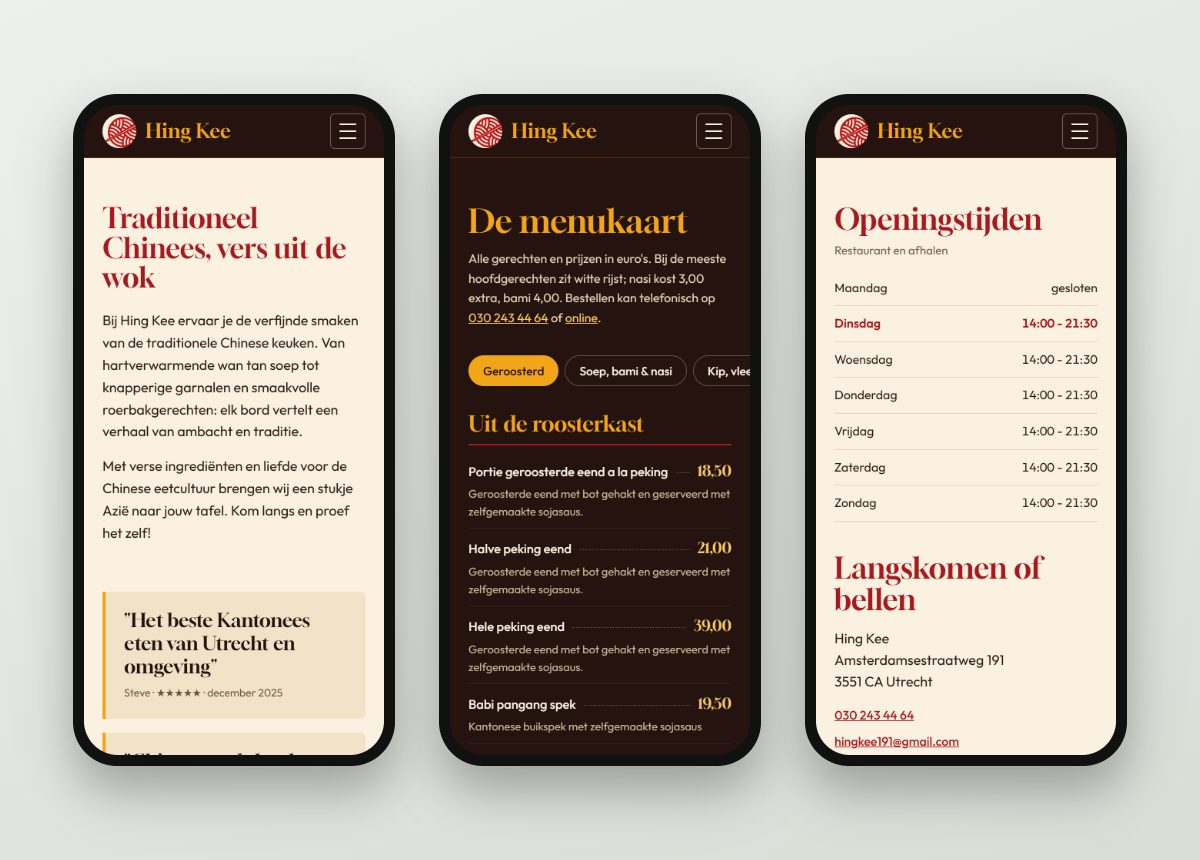 Hing Kee
Traditioneel
Chinees, vers uit de
wok
Bij Hing Kee ervaar je de verfijnde smaken
van de traditionele Chinese keuken. Van
hartverwarmende wan tan soep tot
knapperige garnalen en smaakvolle
roerbakgerechten: elk bord vertelt een
verhaal van ambacht en traditie.
Met verse ingrediënten en liefde voor de
Chinese eetcultuur brengen wij een stukje
Azië naar jouw tafel. Kom langs en proef
het zelf!
"Het beste Kantonees
eten van Utrecht en
omgeving"
Steve · ★★★★★ · december 2025
Hing Kee
De menukaart
Alle gerechten en prijzen in euro's. Bij de meeste
hoofdgerechten zit witte rijst; nasi kost 3,00
extra, bami 4,00. Bestellen kan telefonisch op
030 243 44 64 of online.
Geroosterd Soep, bami & nasi Kip, vlee
Uit de roosterkast
Portie geroosterde eend a la peking 18,50
Geroosterde eend met bot gehakt en geserveerd met
zelfgemaakte sojasaus.
Halve peking eend 21,00
Geroosterde eend met bot gehakt en geserveerd met
zelfgemaakte sojasaus.
Hele peking eend 39,00
Geroosterde eend met bot gehakt en geserveerd met
zelfgemaakte sojasaus.
Babi pangang spek 19,50
Kantonese buikspek met zelfgemaakte sojasaus
Hing Kee
Openingstijden
Restaurant en afhalen
Maandag gesloten
Dinsdag 14:00 - 21:30
Woensdag 14:00 - 21:30
Donderdag 14:00 - 21:30
Vrijdag 14:00 - 21:30
Zaterdag 14:00 - 21:30
Zondag 14:00 - 21:30
Langskomen of
bellen
Hing Kee
Amsterdamsestraatweg 191
3551 CA Utrecht
030 243 44 64
hingkee191@gmail.com